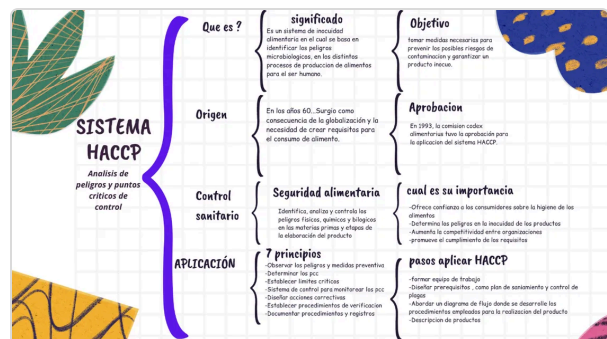 SISTEMA
HACCP
Analisis de
peligros y puntos
criticos de
control
Que es ?
significado
Es un sistema de inocuidad
alimentaria en el cual se basa en
identificar los peligros
microbiologicos, en los distintos
procesos de produccion de alimentos
para el ser humano.
Objetivo
tomar medidas necesarias para
prevenir los posibles riesgos de
contaminacion y garantizar un
producto inocuo.
Origen
En los años 60...Surgio como
consecuencia de la globalización y la
necesidad de crear requisitos para
el consumo de alimento.
Aprobacion
En 1993, la comision codex
alimentarius tuvo la aprobación para
la aplicacion del sistema HACCP.
Control
sanitario
Seguridad alimentaria
Identifica, analiza y controla los
peligros físicos, químicos y bilogicos
en las materias primas y etapas de
la elaboración del producto
cual es su importancia
-Ofrece confianza a los consumidores sobre la higiene de los
alimentos
-Determina los peligros en la inocuidad de los productos
-Aumenta la competitividad entre organizaciones
-promueve el cumplimiento de los requisitos
APLICACIÓN
7 principios
-Observar los peligros y medidas preventiva
-Determinar los pcc
-Establecer limites criticos
-Sistema de control para monitorear los pcc
-Diseñar acciones correctivas
-Establecer procedimientos de verificacion
-Documentar procedimientos y registros
pasos aplicar HACCP
-formar equipo de trabajo
-Diseñar prerequisitos , como plan de saniamiento y control de
plagas
-Abordar un diagrama de flujo donde se desarrolle los
procedimientos empleados para la realizacion del producto
-Descripcion de productos